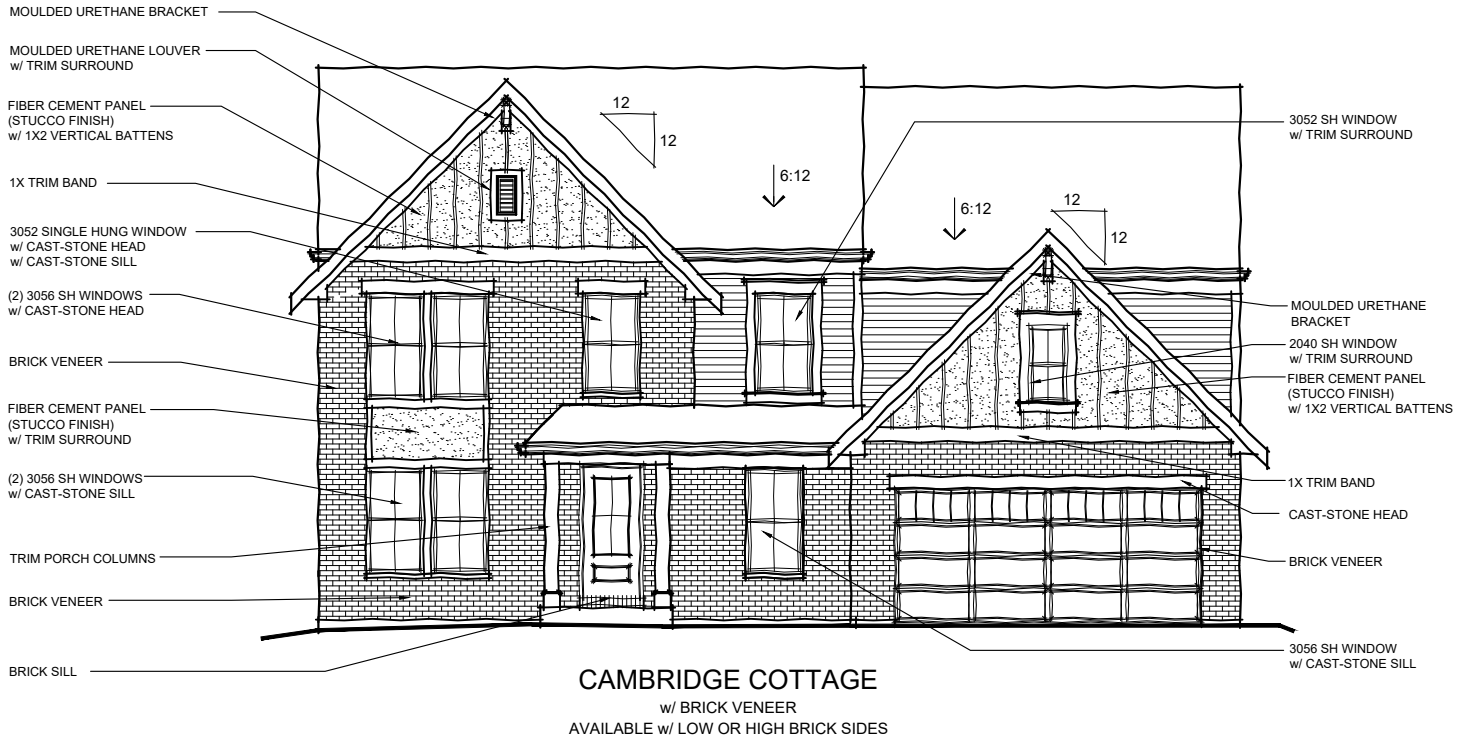 MOULDED URETHANE BRACKET
MOULDED URETHANE LOUVER
w/ TRIM SURROUND
FIBER CEMENT PANEL
(STUCCO FINISH)
w/ 1X2 VERTICAL BATTENS
1X TRIM BAND
3052 SINGLE HUNG WINDOW
w/ CAST-STONE HEAD
w/ CAST-STONE SILL
(2) 3056 SH WINDOWS
w/ CAST-STONE HEAD
BRICK VENEER
FIBER CEMENT PANEL
(STUCCO FINISH)
w/ TRIM SURROUND
(2) 3056 SH WINDOWS
w/ CAST-STONE SILL
TRIM PORCH COLUMNS
BRICK VENEER
BRICK SILL
12
12
6:12
6:12
12
12
3052 SH WINDOW
w/ TRIM SURROUND
MOULDED URETHANE
BRACKET
2040 SH WINDOW
w/ TRIM SURROUND
FIBER CEMENT PANEL
(STUCCO FINISH)
w/ 1X2 VERTICAL BATTENS
1X TRIM BAND
CAST-STONE HEAD
BRICK VENEER
3056 SH WINDOW
w/ CAST-STONE SILL
CAMBRIDGE COTTAGE
w/ BRICK VENEER
AVAILABLE w/ LOW OR HIGH BRICK SIDES